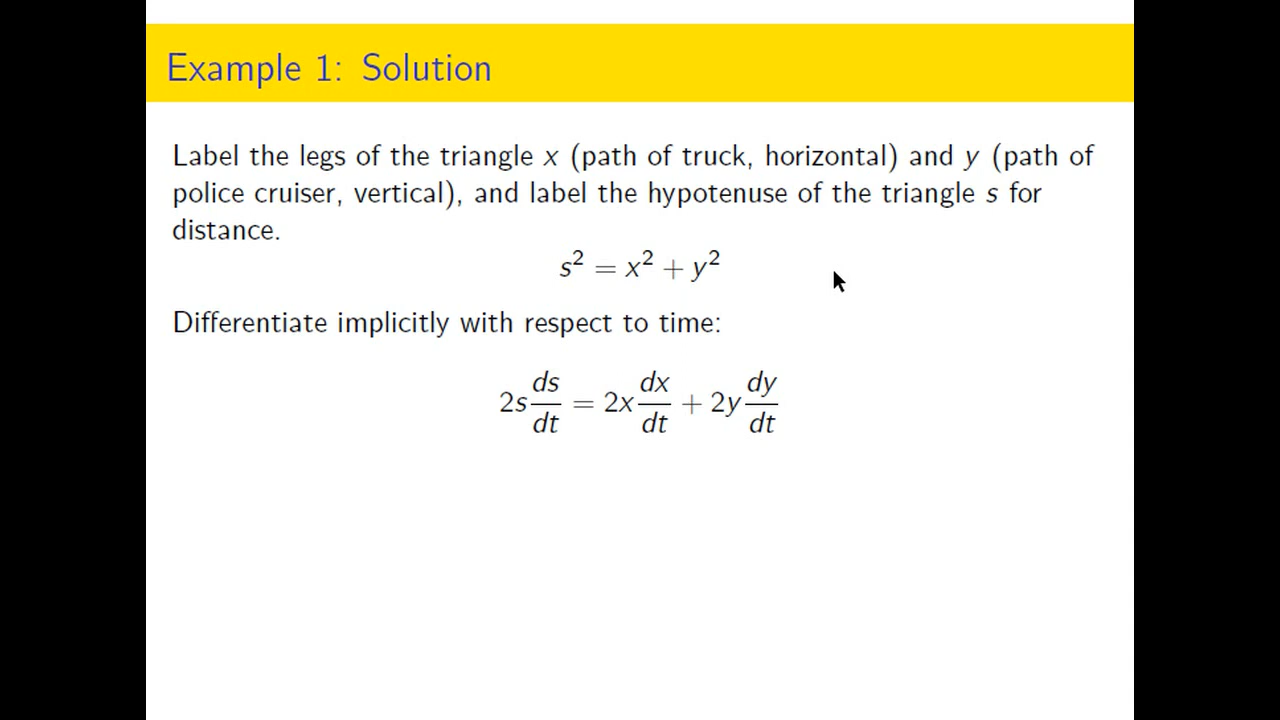 Example 1: Solution
Label the legs of the triangle x (path of truck, horizontal) and y (path of
police cruiser, vertical), and label the hypotenuse of the triangle s for
distance.
s² = x² + y²
Differentiate implicitly with respect to time:
2s ds/dt = 2x dx/dt + 2y dy/dt